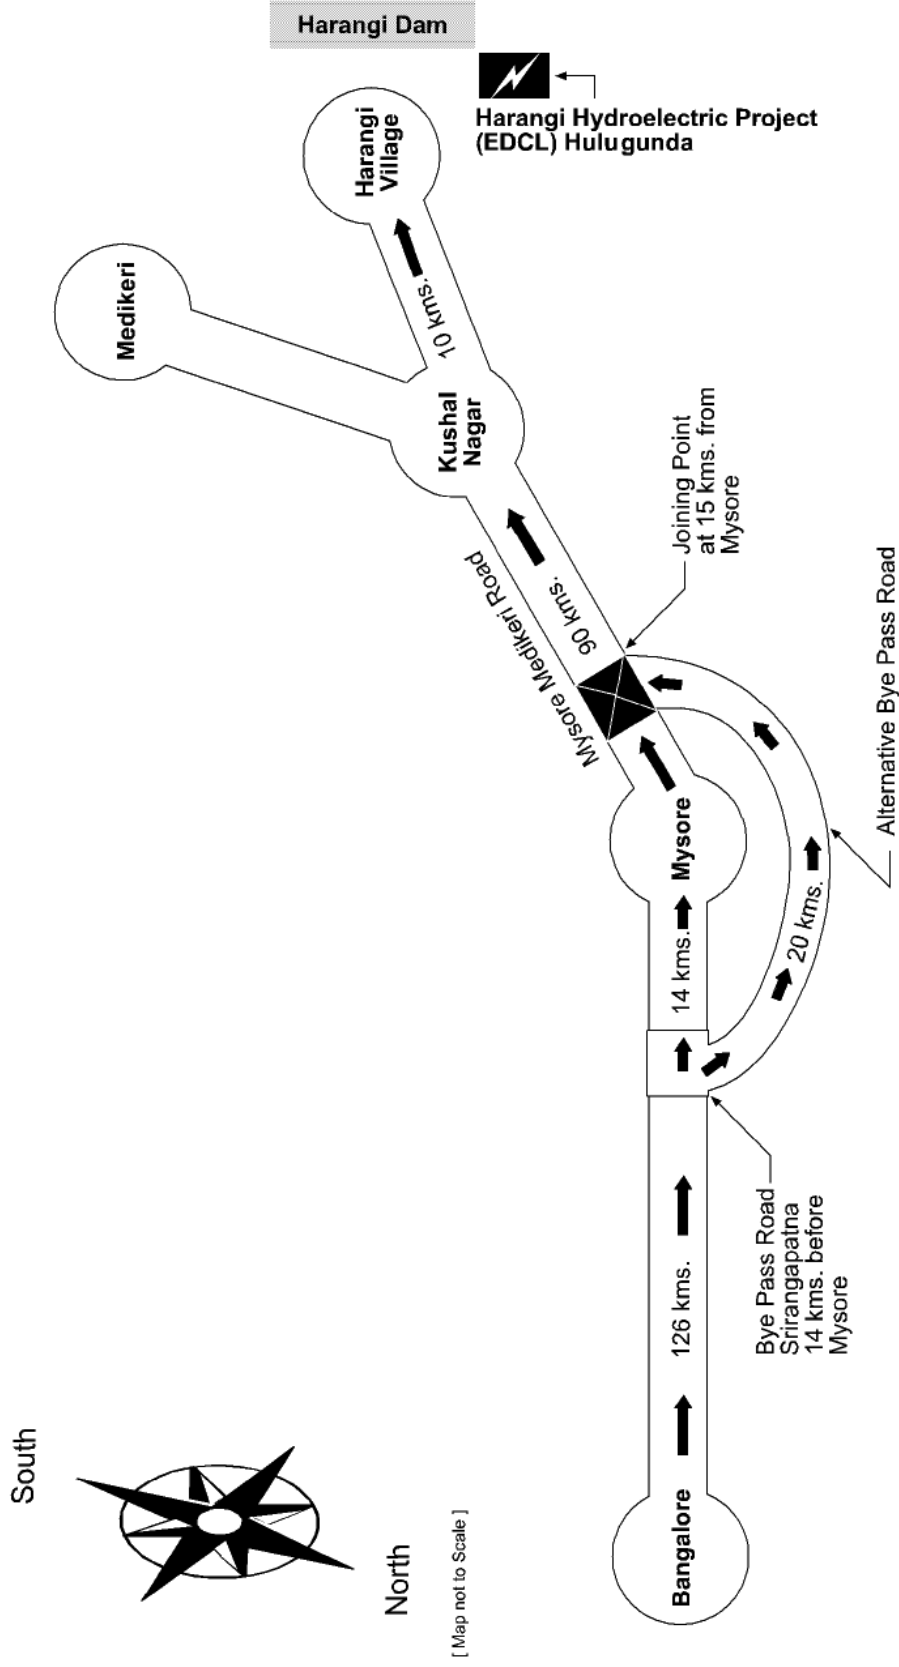 Harangi Dam
Harangi Hydroelectric Project
(EDCL) Hulugunda
Harangi
Village
Medikeri
10 kms.
Kushal
Nagar
Joining Point
at 15 kms. from
Mysore
Mysore Medikeri Road
90 kms.
Alternative Bye Pass Road
Mysore
14 kms.
20 kms.
Bye Pass Road
Srirangapatna
14 kms. before
Mysore
126 kms.
Bangalore
South
North
[ Map not to Scale ]